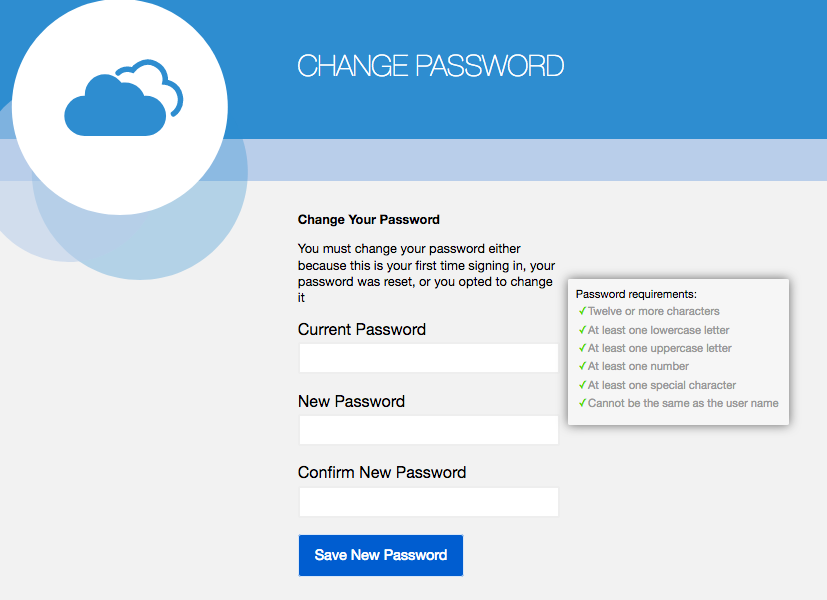 CHANGE PASSWORD
Change Your Password
You must change your password either
because this is your first time signing in, your
password was reset, or you opted to change
it
Current Password
New Password
Confirm New Password
Save New Password
Password requirements:
✓Twelve or more characters
✓At least one lowercase letter
✓At least one uppercase letter
✓At least one number
✓At least one special character
✓Cannot be the same as the user name